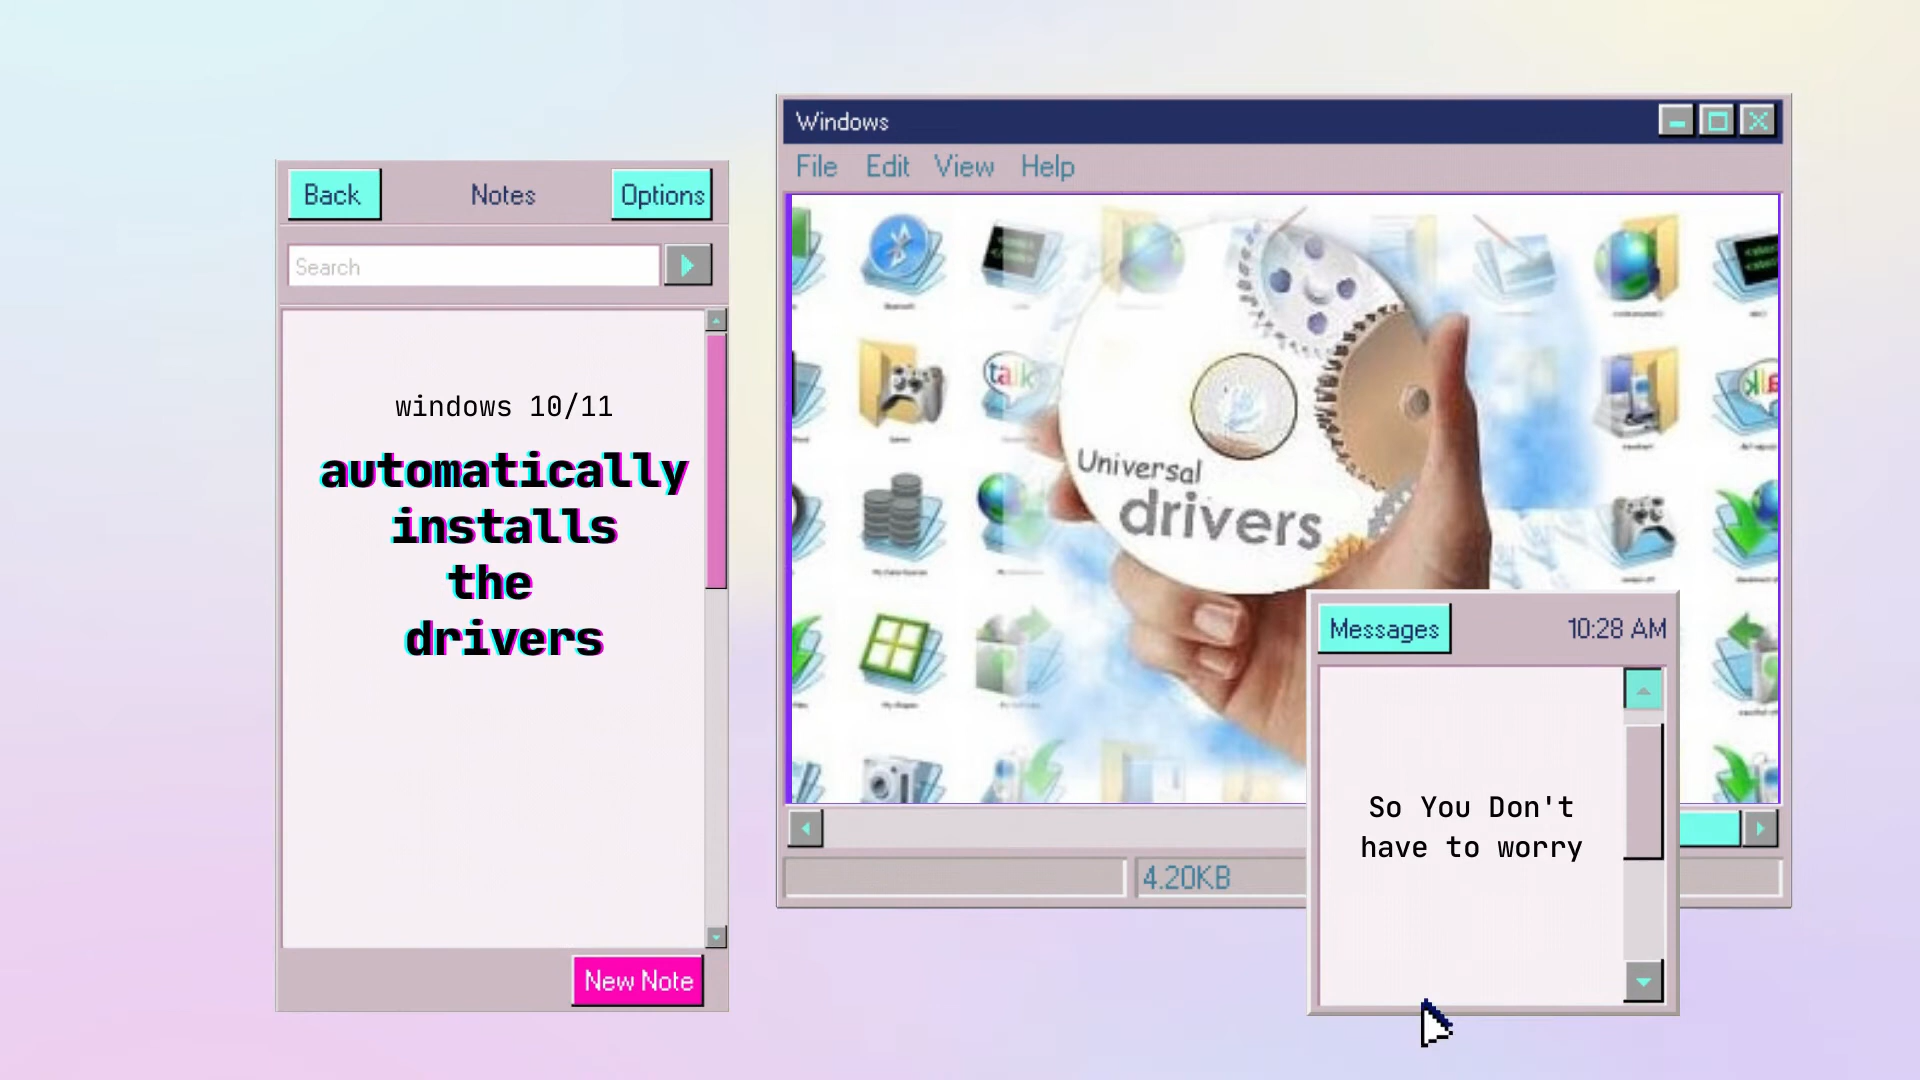 Back
Notes
Options
Search
windows 10/11
automatically
installs
the
drivers
New Note
Windows
File Edit View Help
talk
Universal
drivers
4.20KB
Messages
10:28 AM
So You Don't
have to worry